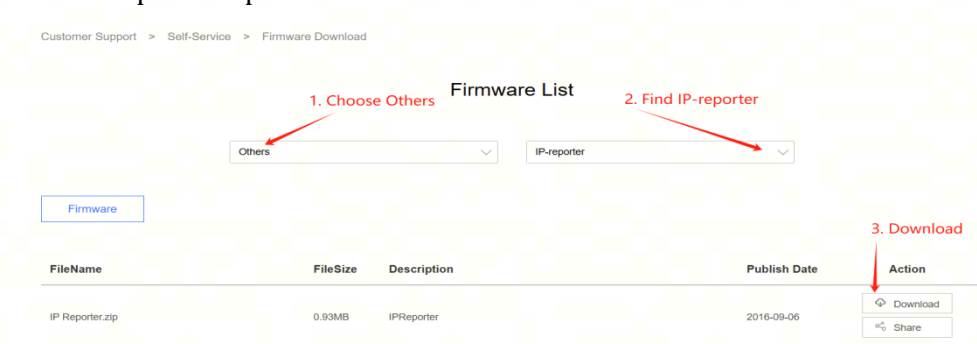 Customer Support > Self-Service > Firmware Download
Firmware List
1. Choose Others
2. Find IP-reporter
Others
IP-reporter
Firmware
3. Download
FileName FileSize Description Publish Date Action
IP Reporter.zip 0.93MB IPReporter 2016-09-06
Download
Share